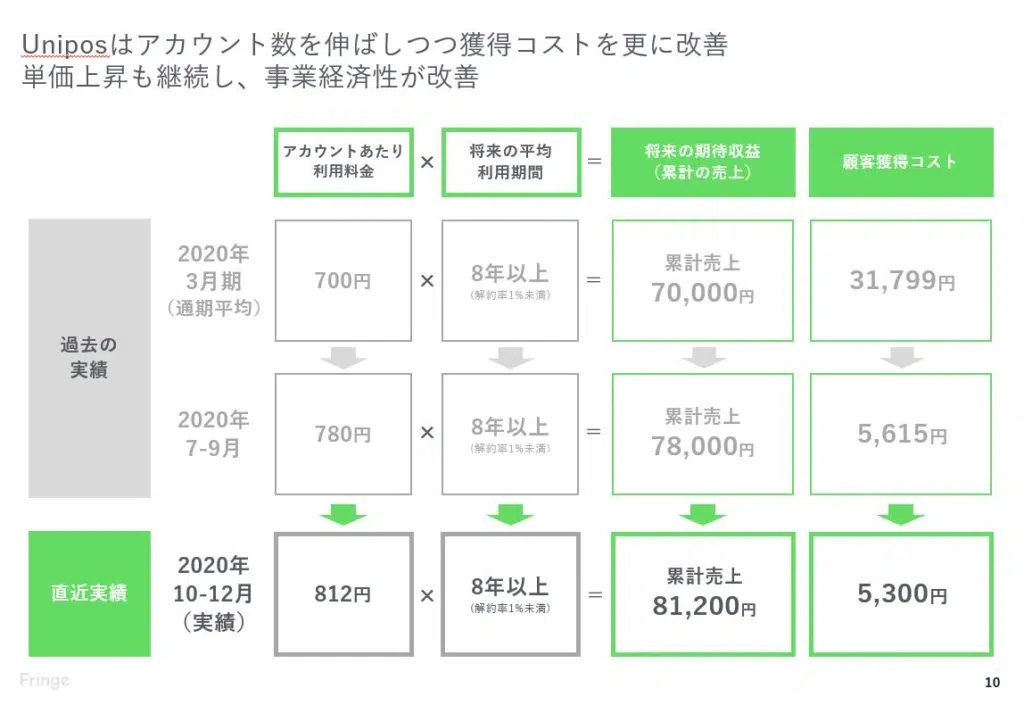 Uniposはアカウント数を伸ばしつつ獲得コストを更に改善
単価上昇も継続し、事業経済性が改善
アカウントあたり
利用料金
×
将来の平均
利用期間
=
将来の期待収益
(累計の売上)
顧客獲得コスト
過去の
実績
2020年
3月期
(通期平均)
700円
×
8年以上
(解約率1%未満)
=
累計売上
70,000円
31,799円
2020年
7-9月
780円
×
8年以上
(解約率1%未満)
=
累計売上
78,000円
5,615円
直近実績
2020年
10-12月
(実績)
812円
×
8年以上
(解約率1%未満)
=
累計売上
81,200円
5,300円
Fringe
10